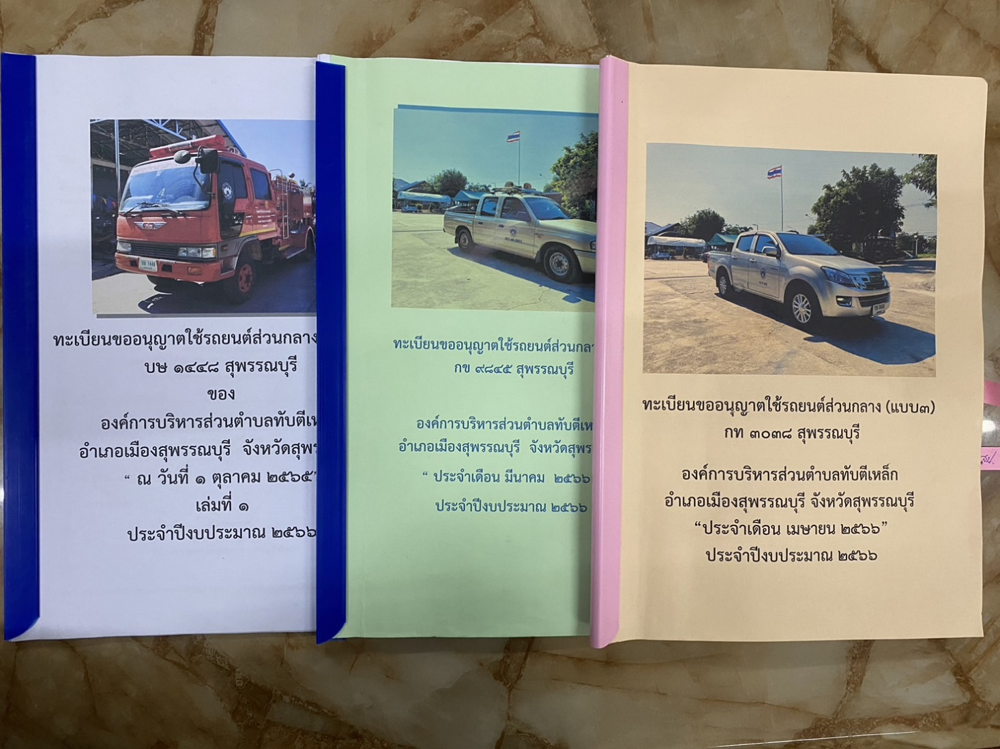 ทะเบียนขออนุญาตใช้รถยนต์ส่วนกลาง
บษ ๑๔๔๘ สุพรรณบุรี
ของ
องค์การบริหารส่วนตำบลทับตีเห
อำเภอเมืองสุพรรณบุรี จังหวัดสุพร
“ ณ วันที่ ๑ ตุลาคม ๒๕๖๕”
เล่มที่ ๑
ประจำปีงบประมาณ ๒๕๖๖
ทะเบียนขออนุญาตใช้รถยนต์ส่วนกลา
กข ๙๘๔๕ สุพรรณบุรี
องค์การบริหารส่วนตำบลทับตีเห
อำเภอเมืองสุพรรณบุรี จังหวัดสุพร
“ ประจำเดือน มีนาคม ๒๕๖๖
ประจำปีงบประมาณ ๒๕๖๖
ทะเบียนขออนุญาตใช้รถยนต์ส่วนกลาง (แบบ๓)
กท ๓๐๓๘ สุพรรณบุรี
องค์การบริหารส่วนตำบลทับตีเหล็ก
อำเภอเมืองสุพรรณบุรี จังหวัดสุพรรณบุรี
“ประจำเดือน เมษายน ๒๕๖๖”
ประจำปีงบประมาณ ๒๕๖๖